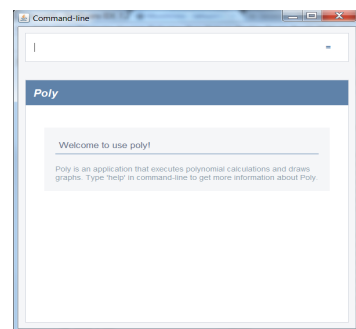 Command-line
=
Poly
Welcome to use poly!
Poly is an application that executes polynomial calculations and draws
graphs. Type 'help' in command-line to get more information about Poly